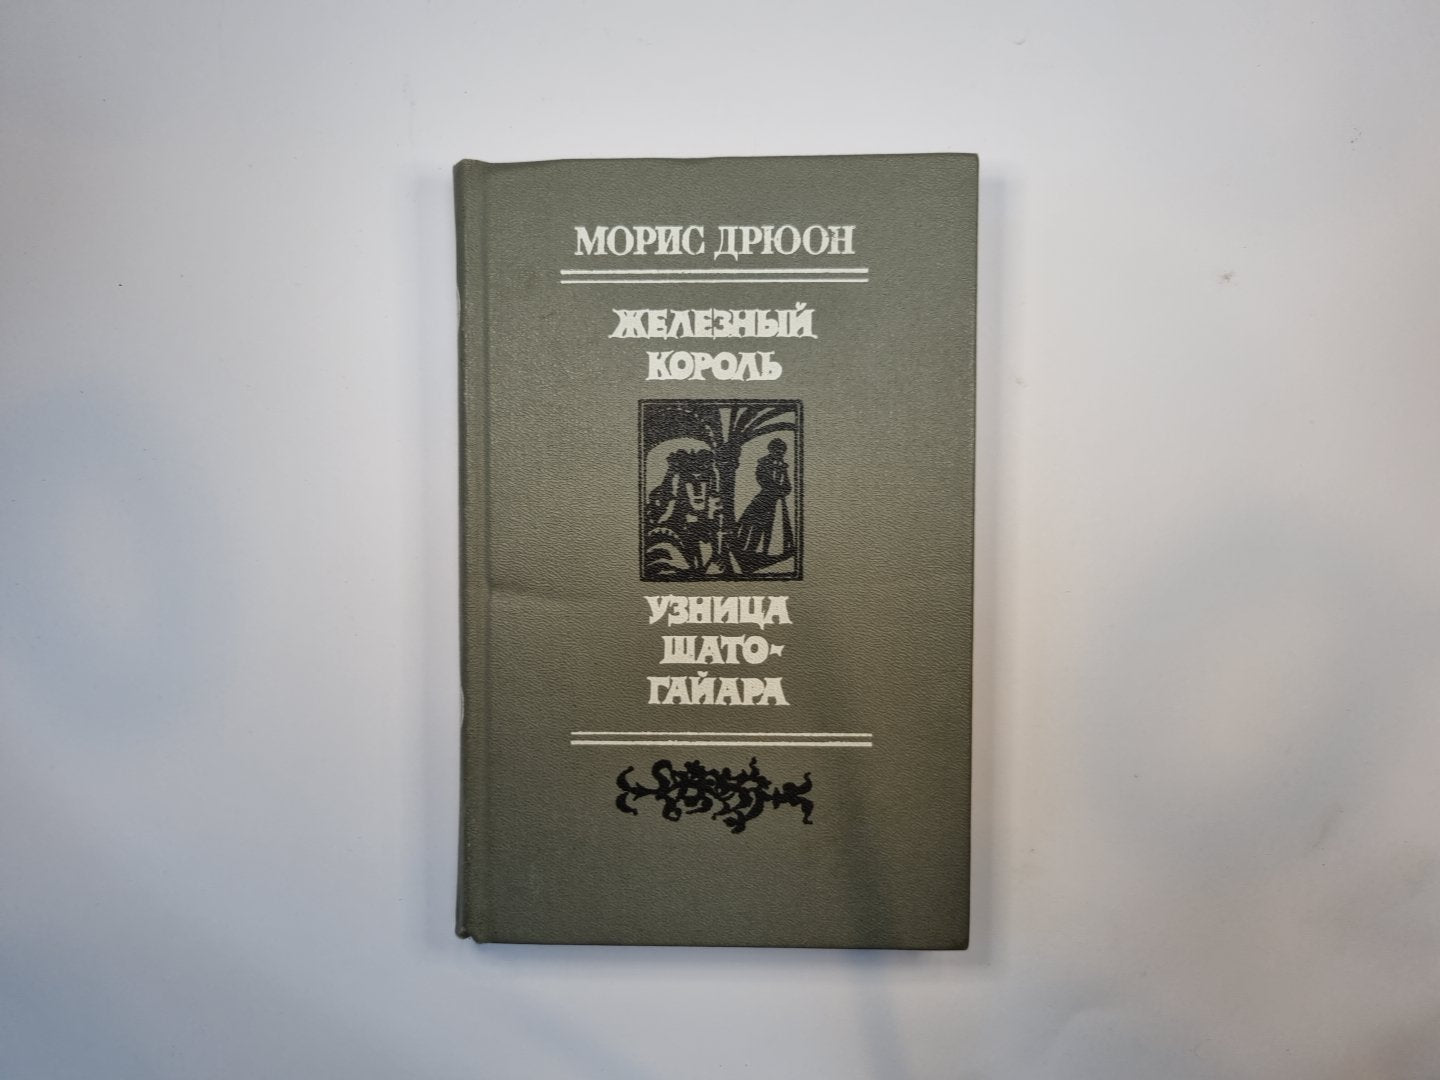 МОРИС ДРЮОН
ЖЕЛЕЗНЫЙ
КОРОЛЬ
УЗНИЦА
ШАТО-
ГАЙАРА